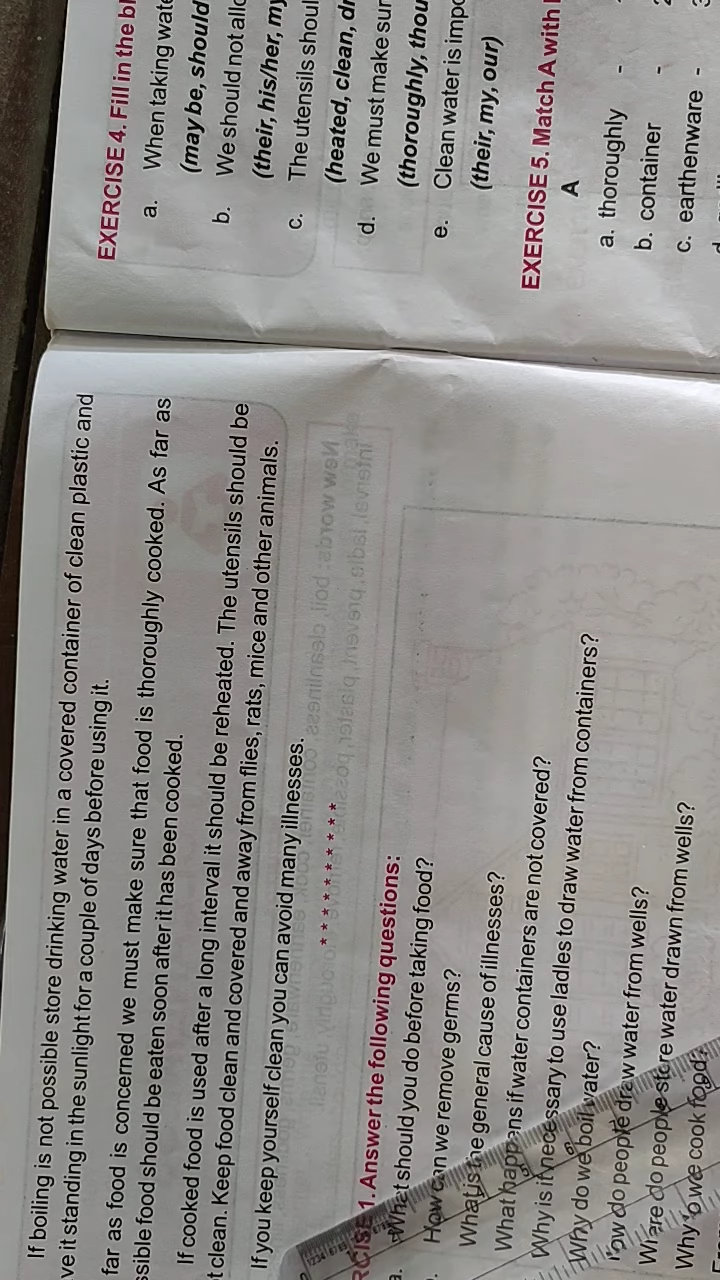 If boiling is not possible store drinking water in a covered container of clean plastic and
ve it standing in the sunlight for a couple of days before using it.
far as food is concerned we must make sure that food is thoroughly cooked. As far as
ssible food should be eaten soon after it has been cooked.
If cooked food is used after a long interval it should be reheated. The utensils should be
t clean. Keep food clean and covered and away from flies, rats, mice and other animals.
If you keep yourself clean you can avoid many illnesses.
**********
RCISE 1. Answer the following questions:
a. What should you do before taking food?
How can we remove germs?
What is the general cause of illnesses?
What happens if water containers are not covered?
Why is it necessary to use ladles to draw water from containers?
Why do we boil water?
How do people draw water from wells?
Where do people store water drawn from wells?
Why do we cook food?
EXERCISE 4. Fill in the bl
a. When taking wate
(may be, should
b. We should not allo
(their, his/her, my
c. The utensils shoul
(heated, clean, dr
d. We must make sur
(thoroughly, thou
e. Clean water is impo
(their, my, our)
EXERCISE 5. Match A with
A
a. thoroughly -
b. container -
c. earthenware -